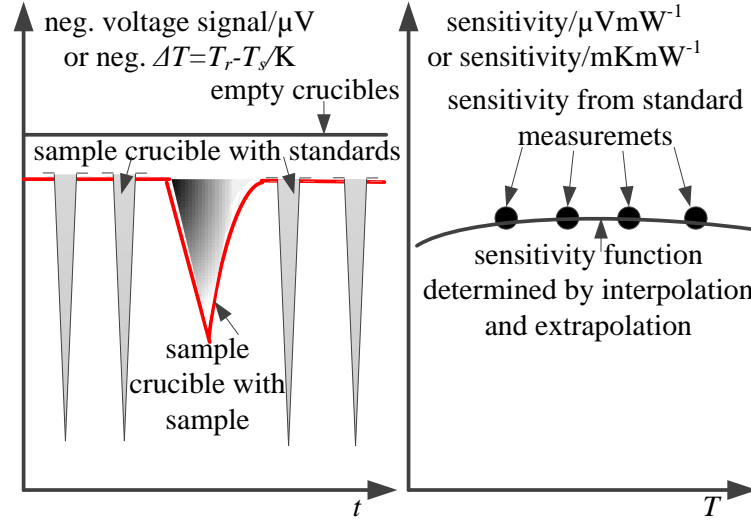 neg. voltage signal/µV
or neg. ΔT=Tr-Ts/K
empty crucibles
sample crucible with standards
sample
crucible with
sample
t
sensitivity/µVmW-1
or sensitivity/mKmW-1
sensitivity from standard
measuremets
sensitivity function
determined by interpolation
and extrapolation
T